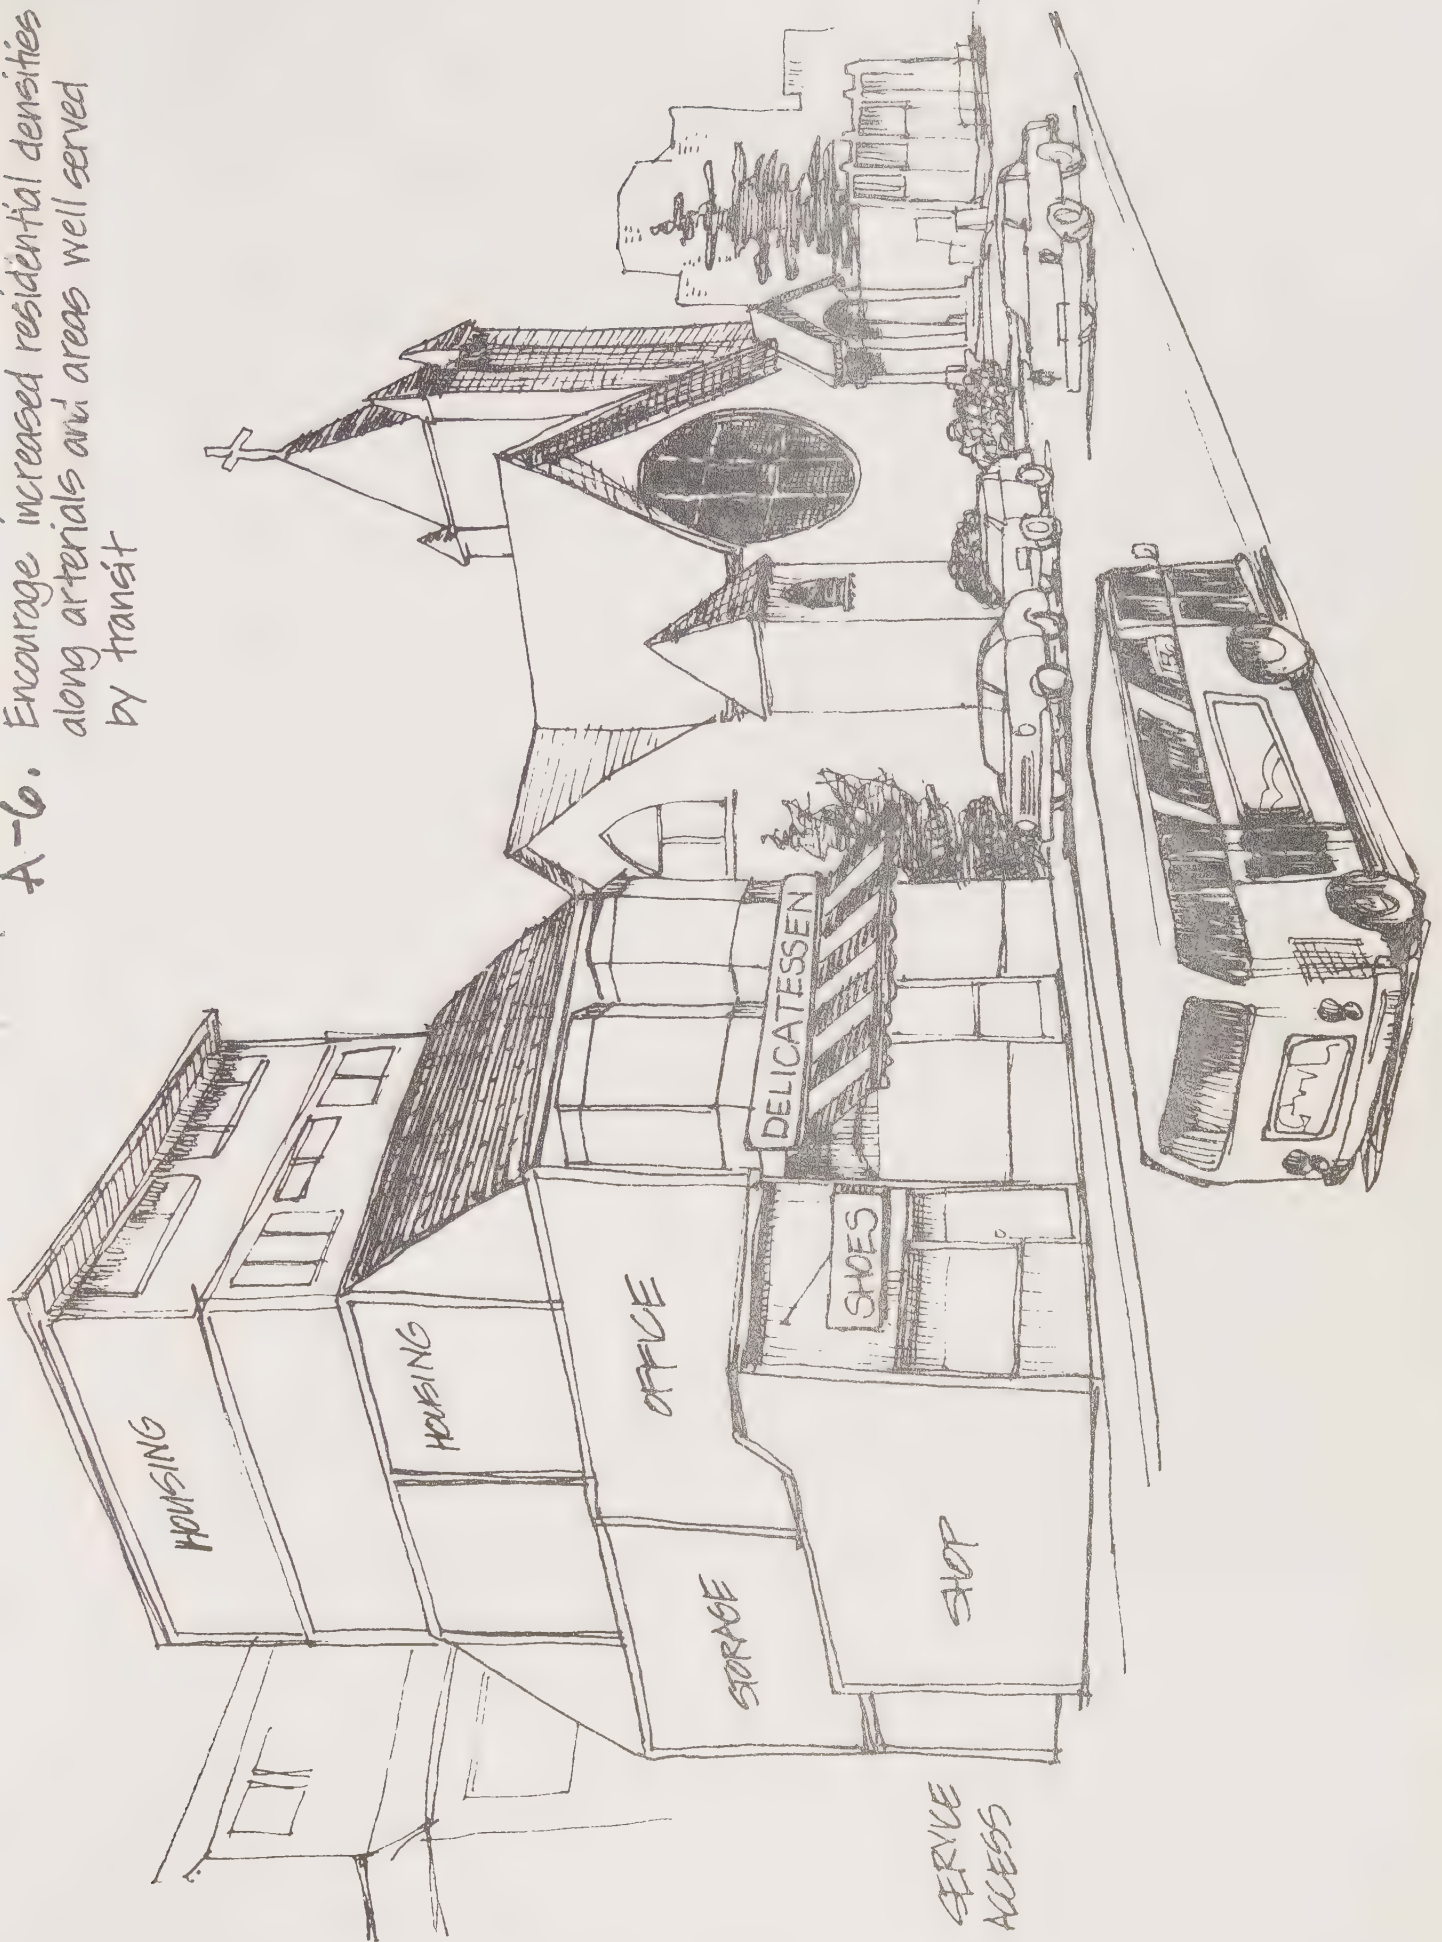 A-6. Encourage increased residential densities
along arterials and areas well served
by transit
HOUSING
HOUSING
OFFICE
STORAGE
SHOP
SHOES
DELICATESSEN
SERVICE
ACCESS